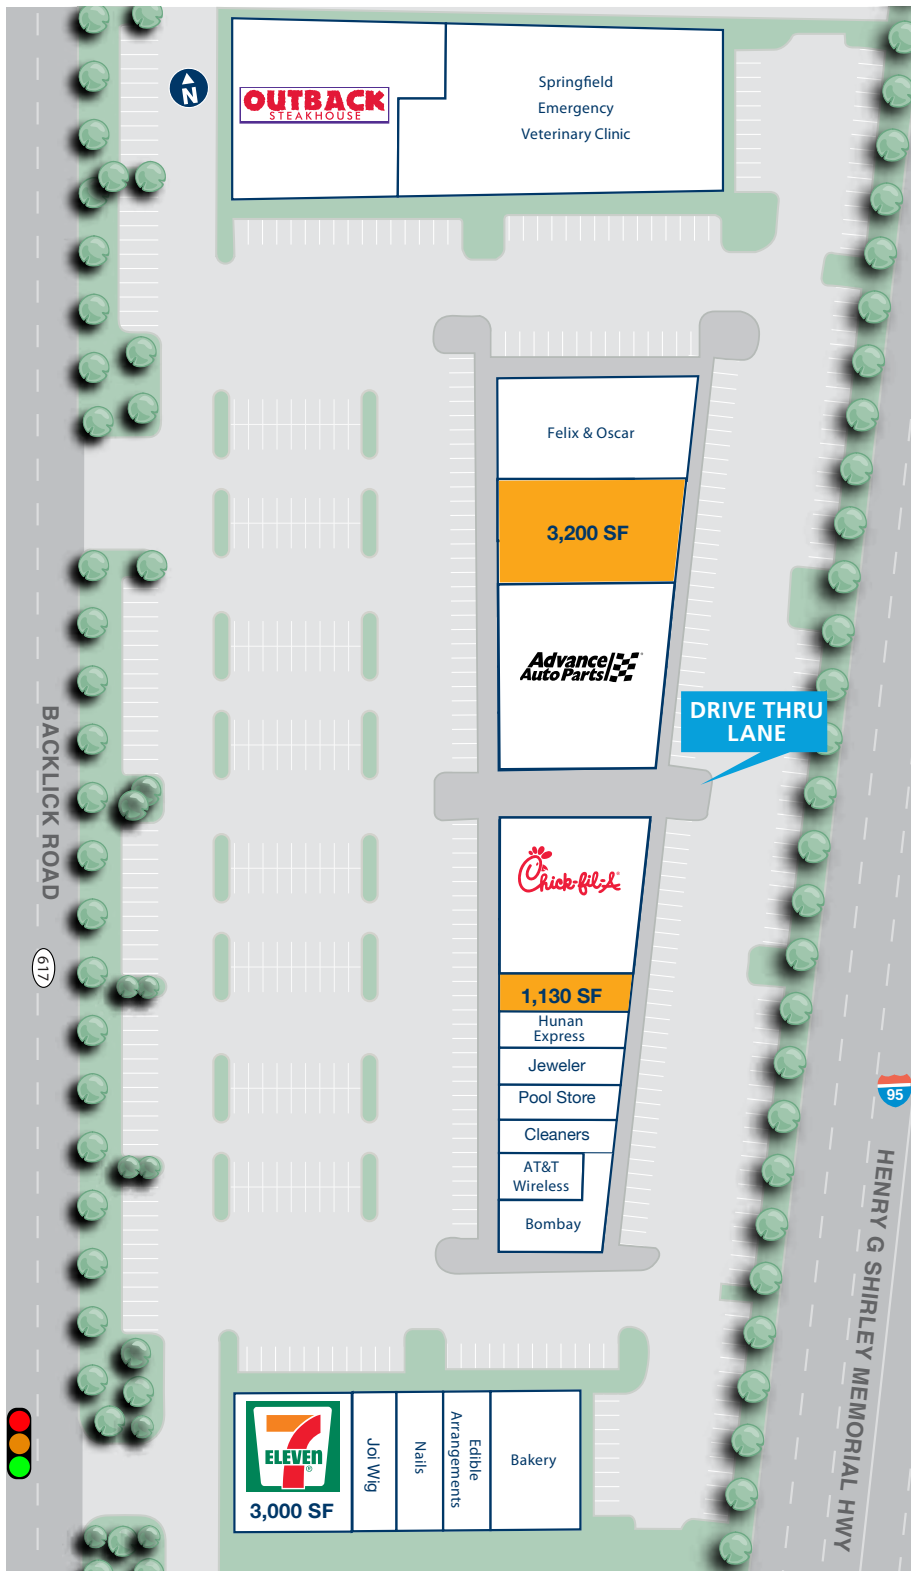 N
OUTBACK
STEAKHOUSE
Springfield
Emergency
Veterinary Clinic
Felix & Oscar
3,200 SF
Advance
Auto Parts
DRIVE THRU
LANE
BACKLICK ROAD
617
Chick-fil-A
1,130 SF
Hunan
Express
Jeweler
Pool Store
Cleaners
AT&T
Wireless
Bombay
95
HENRY G SHIRLEY MEMORIAL HWY
7
ELEVEN
®
3,000 SF
Joi Wig
Nails
Edible
Arrangements
Bakery